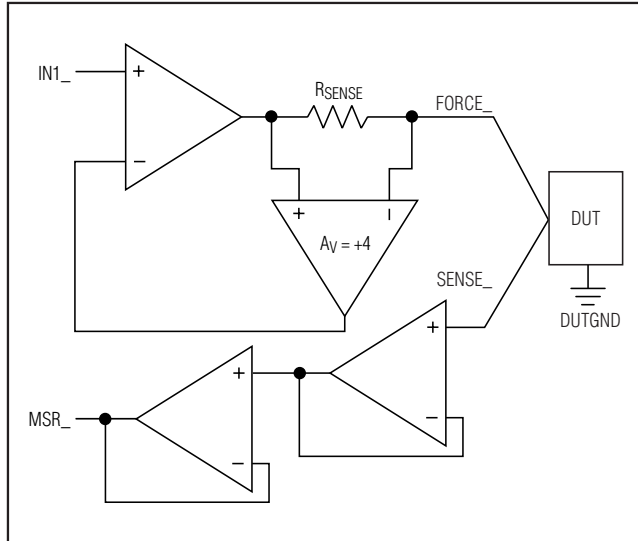 IN1_
+
−
RSENSE
FORCE_
+
−
AV = +4
DUT
SENSE_
DUTGND
+
−
+
−
MSR_